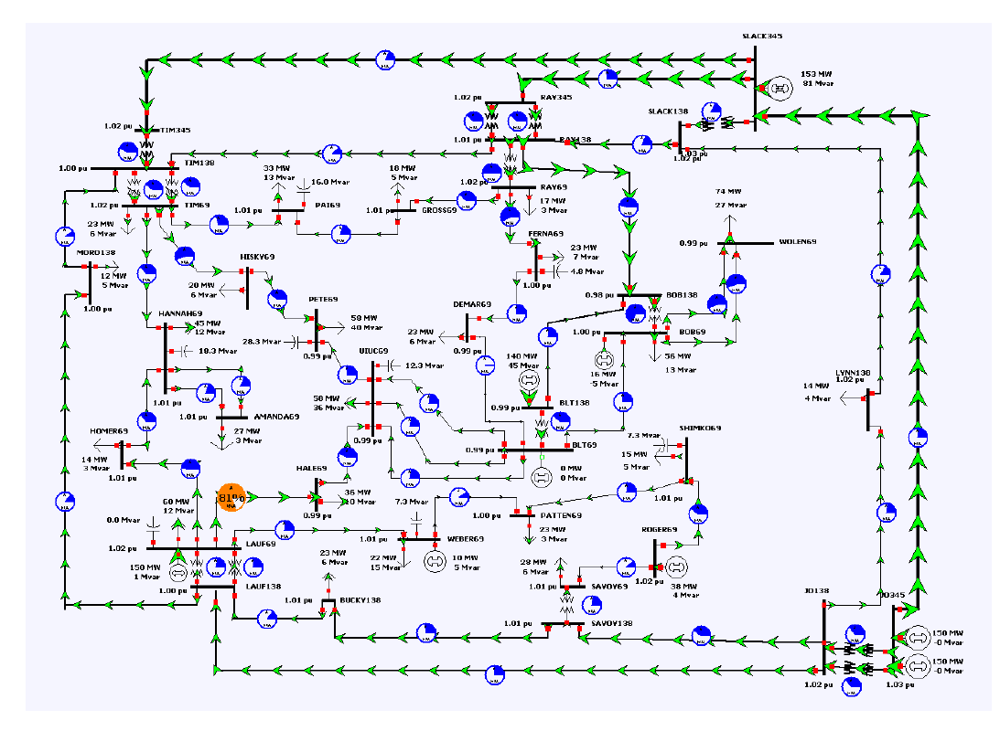 SLACK345
153 MW
81 Mvar
1.02 pu
RAY345
SLACK138
1.02 pu
TIM345
1.01 pu
RAY138
1.03 pu
1.02 pu
1.00 pu
TIM138
33 MW
13 Mvar
16.0 Mvar
18 MW
5 Mvar
1.02 pu
RAY69
74 MW
27 Mvar
1.02 pu
TIM69
1.01 pu
PAI69
1.01 pu
GROSS69
17 MW
3 Mvar
23 MW
6 Mvar
FERNA69
0.99 pu
WOLEN69
MORO138
HISKY69
23 MW
7 Mvar
12 MW
5 Mvar
4.8 Mvar
1.00 pu
20 MW
6 Mvar
1.00 pu
PETE69
DEMAR69
0.98 pu
BOB138
HANNAH69
45 MW
12 Mvar
58 MW
40 Mvar
23 MW
6 Mvar
1.00 pu
BOB69
28.3 Mvar
0.99 pu
UIUC69
0.99 pu
18.3 Mvar
12.3 Mvar
140 MW
45 Mvar
16 MW
-5 Mvar
56 MW
13 Mvar
LYNN138
1.02 pu
14 MW
4 Mvar
1.01 pu
58 MW
36 Mvar
0.99 pu
BLT138
1.01 pu
AMANDA69
HOMER69
27 MW
3 Mvar
0.99 pu
SHIMKO69
7.3 Mvar
14 MW
3 Mvar
0.99 pu
BLT69
15 MW
5 Mvar
1.01 pu
HALE69
0 MW
0 Mvar
81%
36 MW
10 Mvar
0.99 pu
7.3 Mvar
1.01 pu
60 MW
12 Mvar
0.0 Mvar
1.00 pu
PATTEN69
ROGER69
1.01 pu
WEBER69
23 MW
3 Mvar
1.02 pu
LAUF69
150 MW
1 Mvar
23 MW
6 Mvar
22 MW
15 Mvar
10 MW
5 Mvar
28 MW
6 Mvar
1.02 pu
38 MW
4 Mvar
1.00 pu
LAUF138
1.01 pu
SAVOY69
1.01 pu
BUCKY138
JO138
JO345
1.01 pu
SAVOY138
150 MW
-0 Mvar
150 MW
-0 Mvar
1.02 pu
1.03 pu